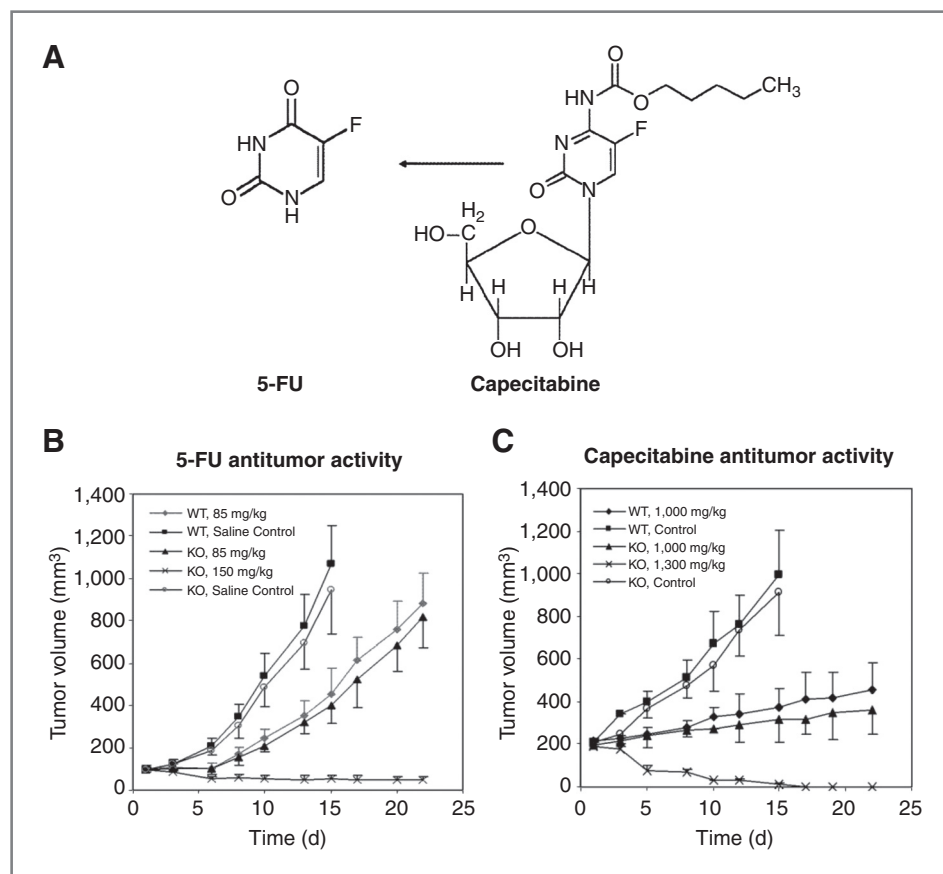 A
O
HN
F
O
N
H
O
HN
O
CH3
N
F
O
N
H2
HO–C
O
H
H
H
H
OH
OH
5-FU
Capecitabine
B
5-FU antitumor activity
1,400
1,200
1,000
800
600
400
200
0
Tumor volume (mm3)
WT, 85 mg/kg
WT, Saline Control
KO, 85 mg/kg
KO, 150 mg/kg
KO, Saline Control
0 5 10 15 20 25
Time (d)
C
Capecitabine antitumor activity
1,400
1,200
1,000
800
600
400
200
0
Tumor volume (mm3)
WT, 1,000 mg/kg
WT, Control
KO, 1,000 mg/kg
KO, 1,300 mg/kg
KO, Control
0 5 10 15 20 25
Time (d)